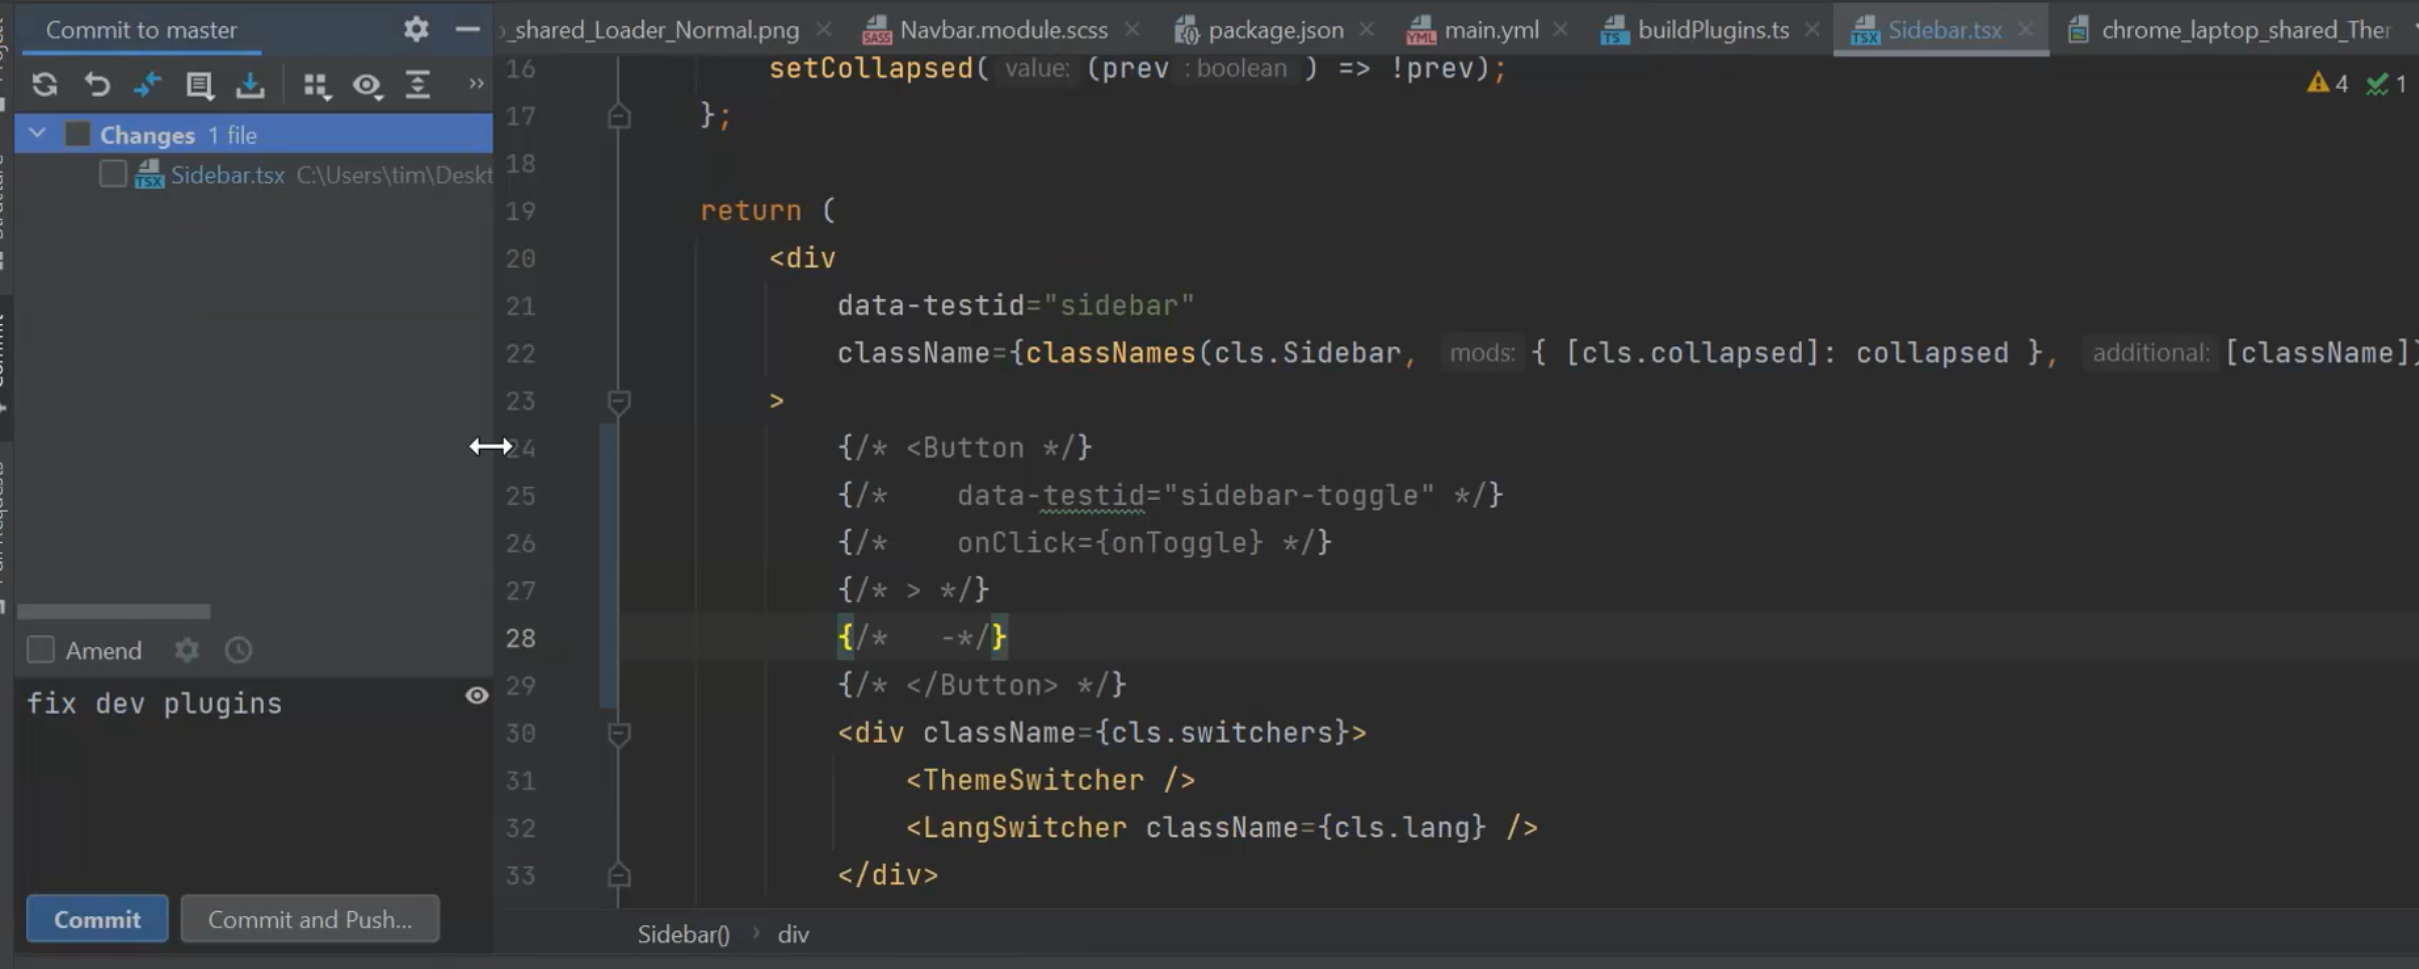 Commit to master
_shared_Loader_Normal.png
Navbar.module.scss
package.json
main.yml
buildPlugins.ts
Sidebar.tsx
chrome_laptop_shared_Ther
Changes 1 file
Sidebar.tsx C:\Users\tim\Deskt
Amend
fix dev plugins
Commit
Commit and Push...
4 1
16 setCollapsed( value: (prev : boolean ) => !prev);
17 };
18
19 return (
20 <div
21 data-testid="sidebar"
22 className={classNames(cls.Sidebar, mods: { [cls.collapsed]: collapsed }, additional: [className])
23 >
24 {/* <Button */}
25 {/*    data-testid="sidebar-toggle" */}
26 {/*    onClick={onToggle} */}
27 {/* > */}
28 {/*   -*/}
29 {/* </Button> */}
30 <div className={cls.switchers}>
31 <ThemeSwitcher />
32 <LangSwitcher className={cls.lang} />
33 </div>
Sidebar() › div